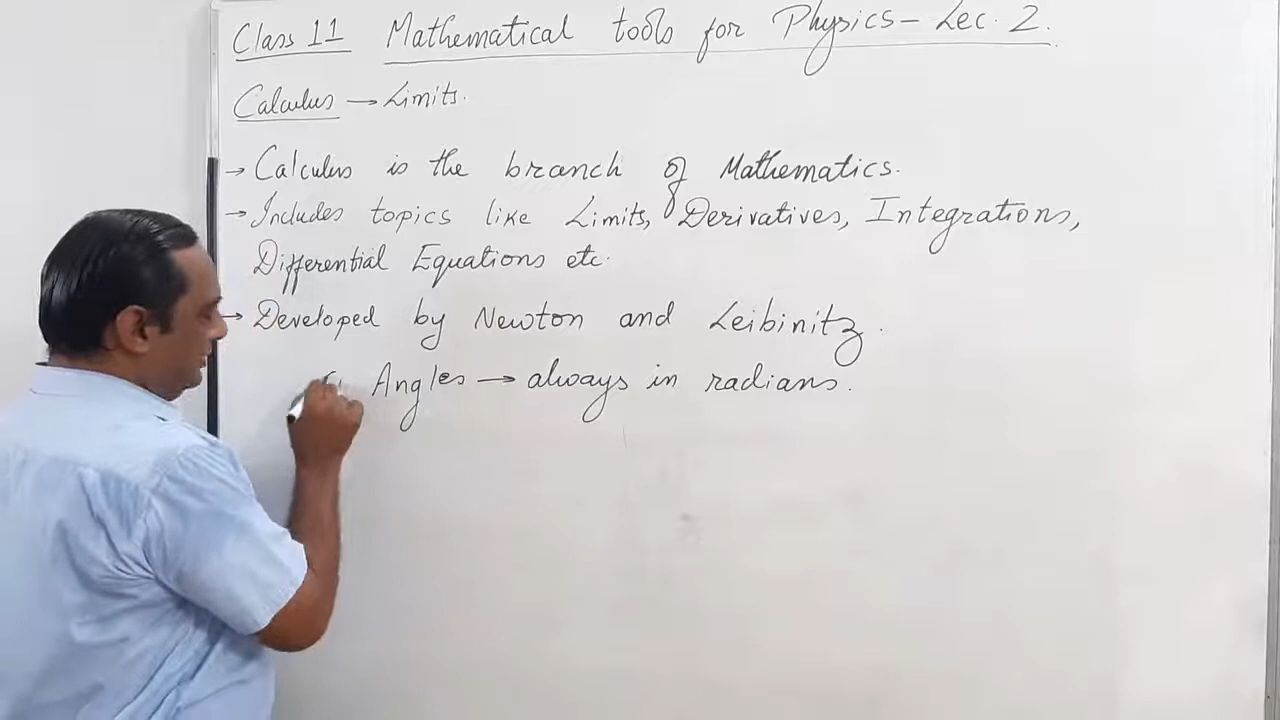 Class 11 Mathematical tools for Physics - Lec. 2.
Calculus → Limits.
→ Calculus is the branch of Mathematics.
→ Includes topics like Limits, Derivatives, Integrations,
Differential Equations etc.
→ Developed by Newton and Leibinitz.
Angles → always in radians.